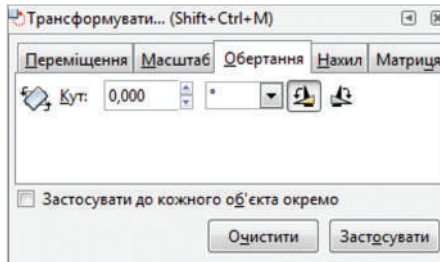 Трансформувати... (Shift+Ctrl+M)
Переміщення Масштаб Обертання Нахил Матриця
Кут: 0,000 °
Застосувати до кожного об'єкта окремо
Очистити Застосувати